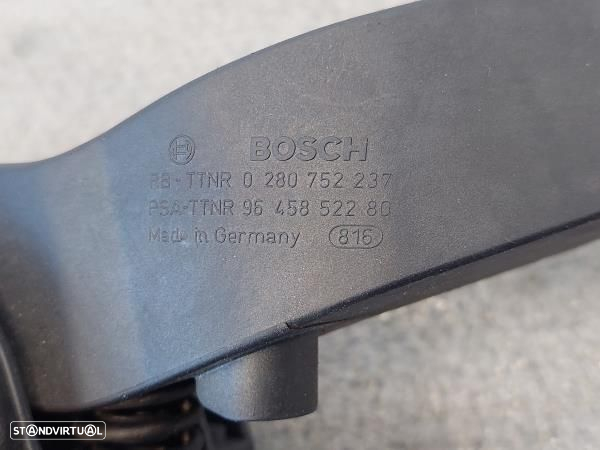 BOSCH
RB-TTNR 0 280 752 237
PSA-TTNR 96 458 522 80
Made in Germany 816
STANDVIRTUAL